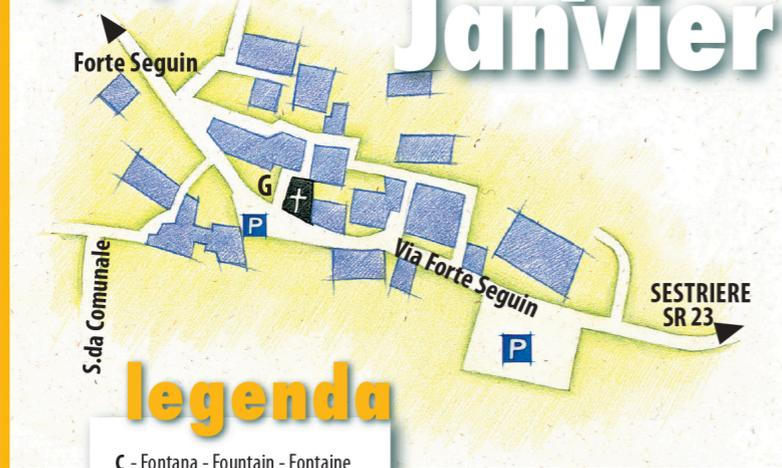 Janvier
Forte Seguin
G
P
Via Forte Seguin
SESTRIERE
SR 23
S.da Comunale
P
legenda
C - Fontana - Fountain - Fontaine